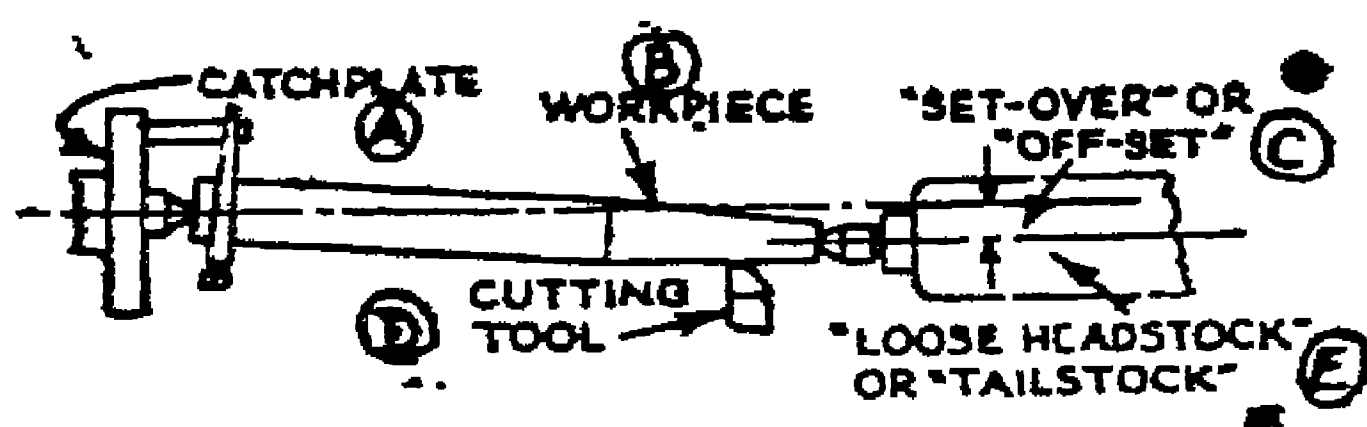 CATCHPLATE
A
B
WORKPIECE
"SET-OVER" OR
"OFF-SET"
C
D
CUTTING
TOOL
"LOOSE HEADSTOCK"
OR "TAILSTOCK"
E